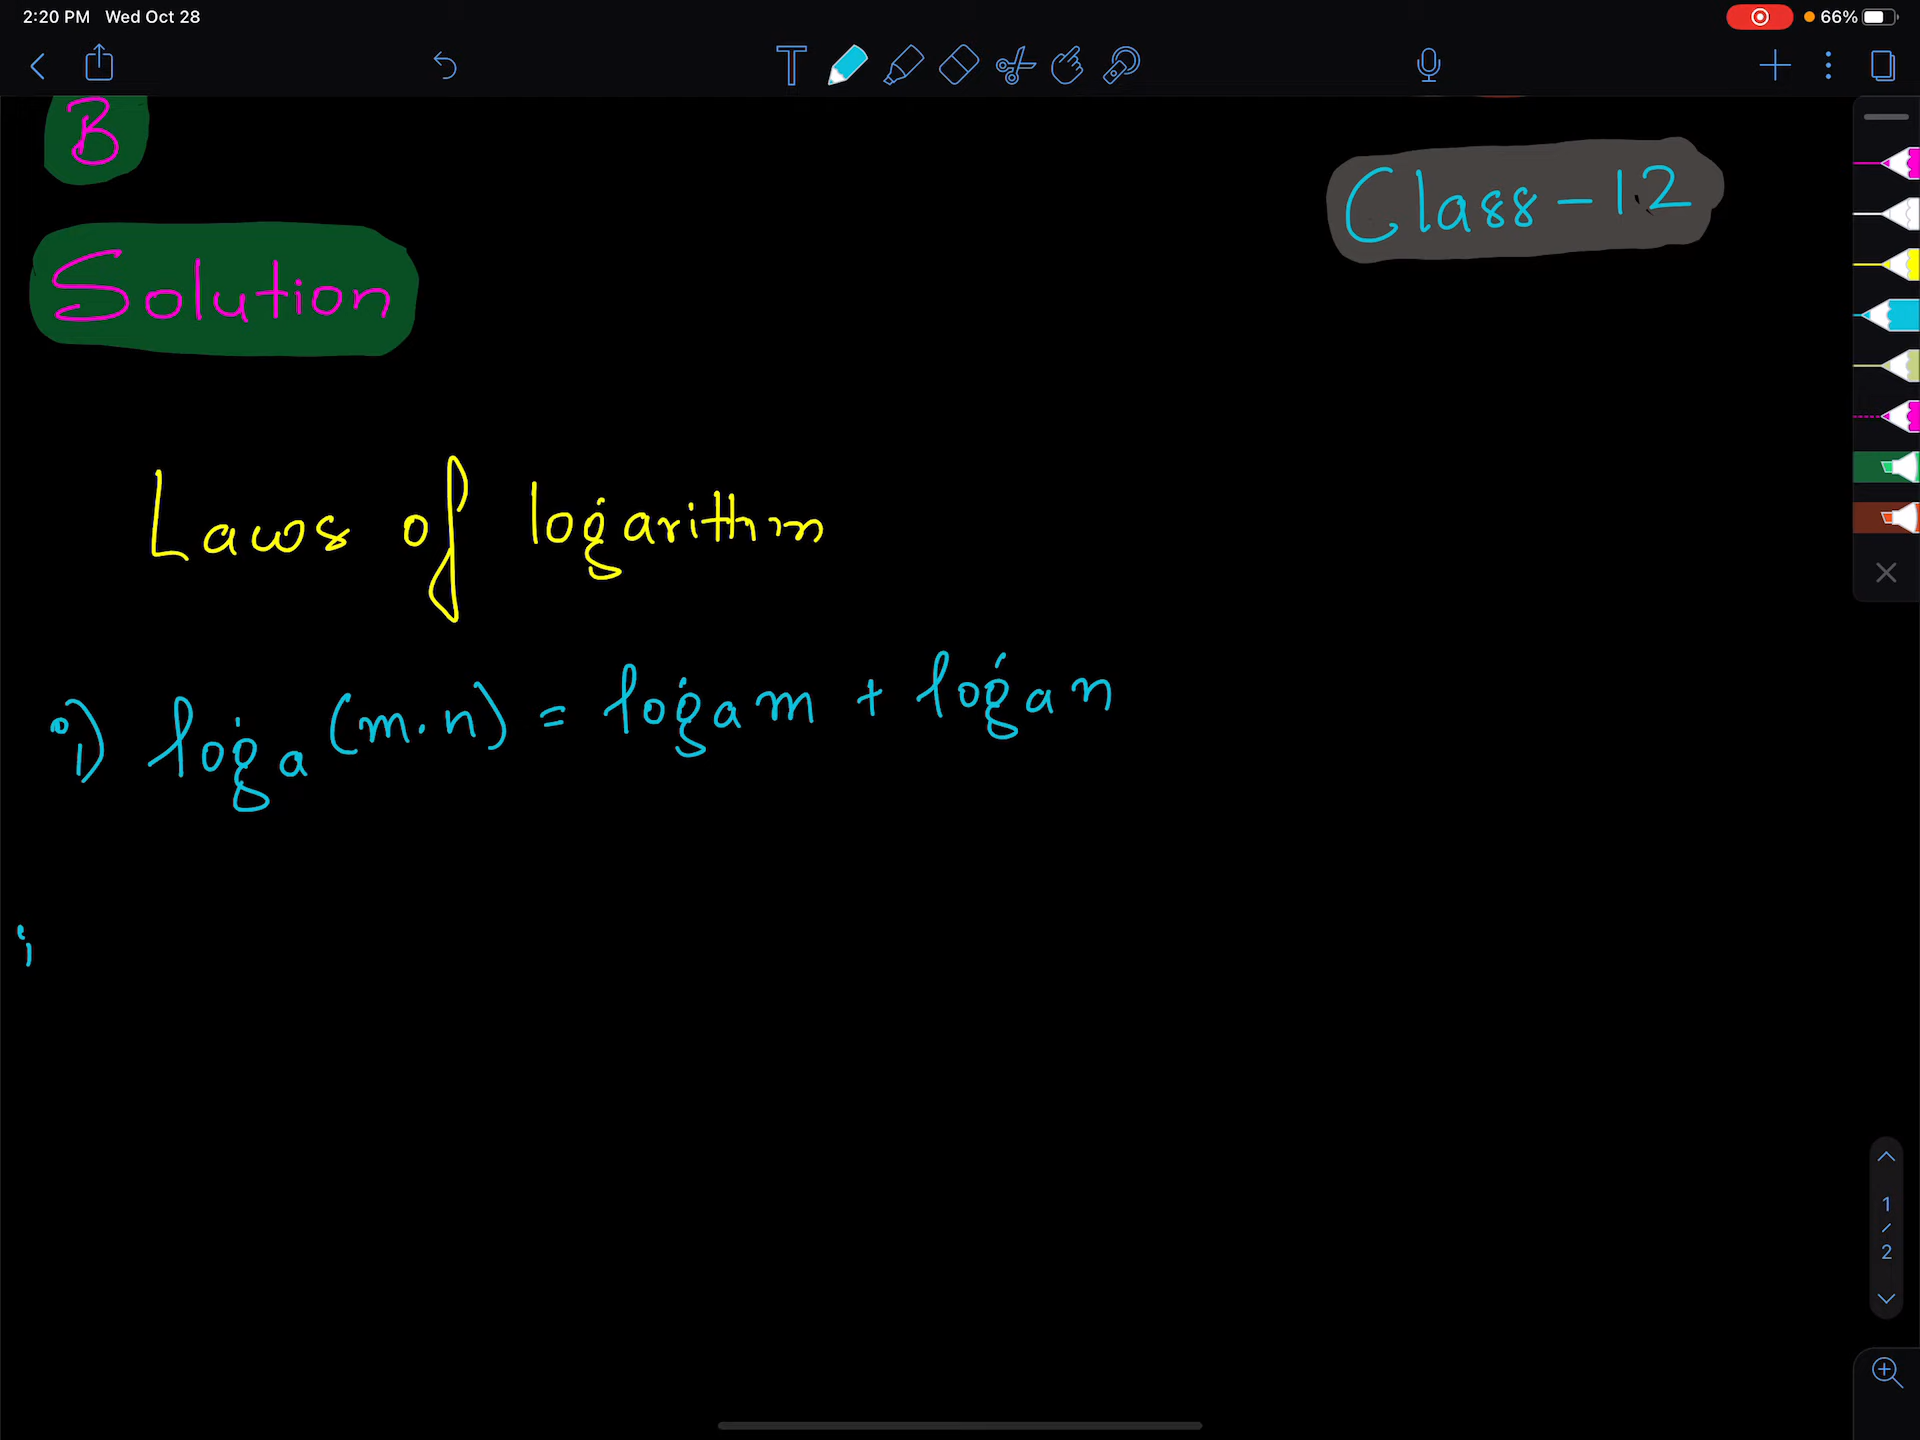 2:20 PM Wed Oct 28
66%
B
Class-12
Solution
Laws of logarithm
i) logₐ(m.n) = logₐm + logₐn
i
1
/
2